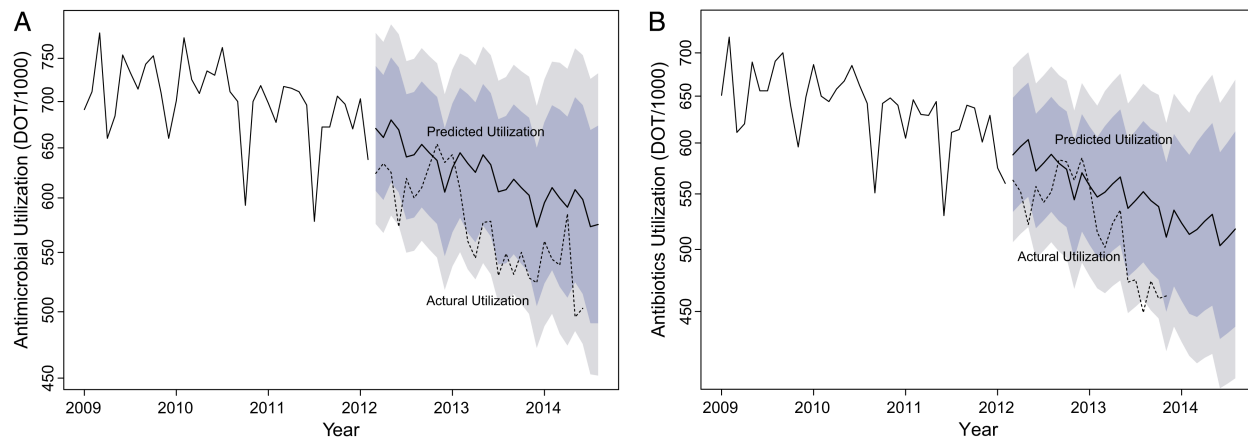 A
Antimicrobial Utilization (DOT/1000)
750
700
650
600
550
500
450
Predicted Utilization
Actural Utilization
2009 2010 2011 2012 2013 2014
Year
B
Antibiotics Utilization (DOT/1000)
700
650
600
550
500
450
Predicted Utilization
Actural Utilization
2009 2010 2011 2012 2013 2014
Year